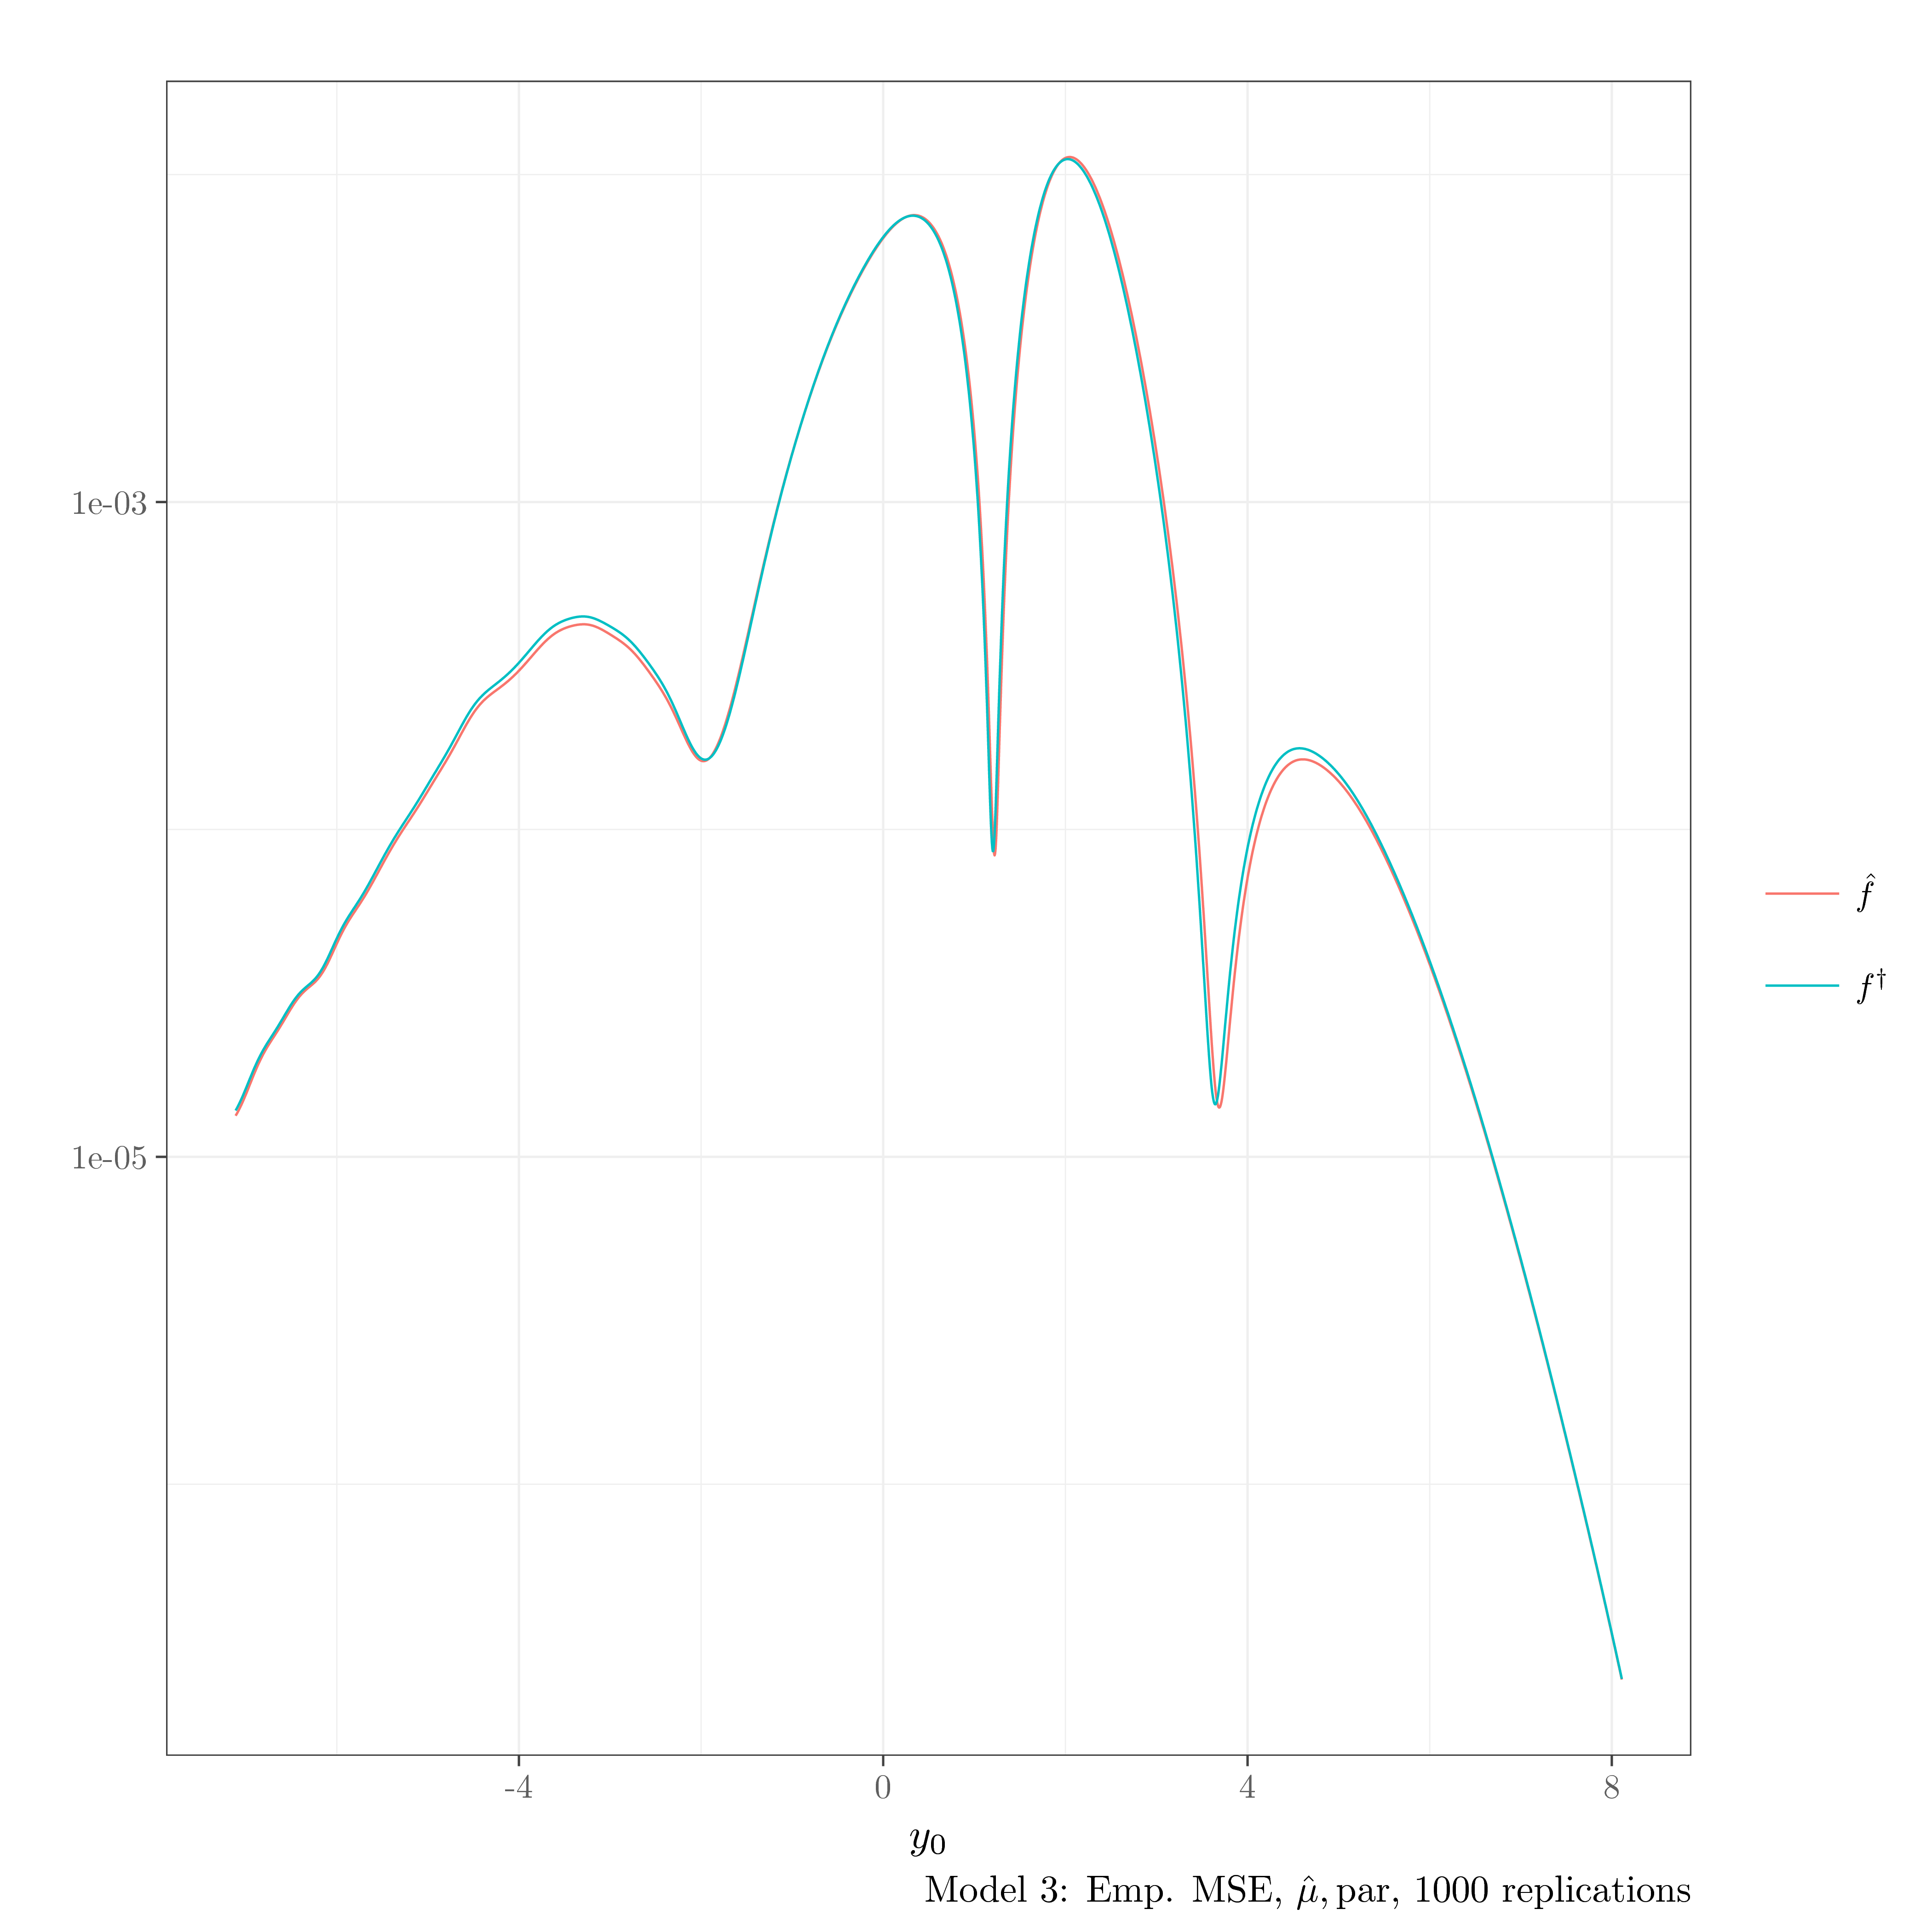 1e-03
1e-05
-4 0 4 8
y₀
f̂
f†
Model 3: Emp. MSE, μ̂, par, 1000 replications